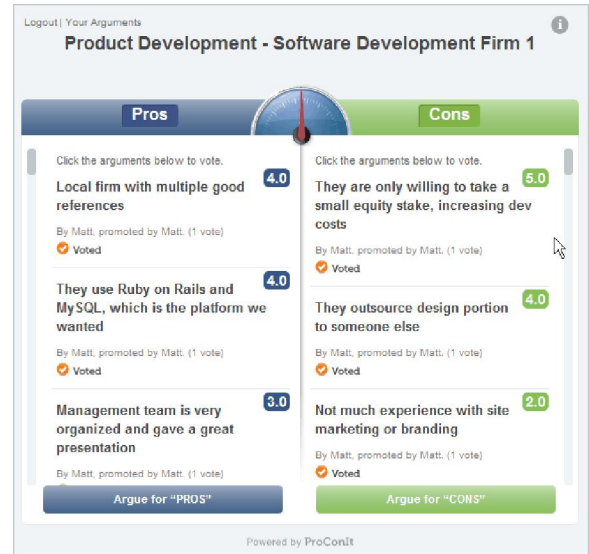 Logout | Your Arguments
Product Development - Software Development Firm 1
Pros
Cons
Click the arguments below to vote.
Local firm with multiple good
references
4.0
By Matt, promoted by Matt. (1 vote)
Voted
They use Ruby on Rails and
MySQL, which is the platform we
wanted
4.0
By Matt, promoted by Matt. (1 vote)
Voted
Management team is very
organized and gave a great
presentation
3.0
By Matt, promoted by Matt. (1 vote)
Argue for "PROS"
Click the arguments below to vote.
They are only willing to take a
small equity stake, increasing dev
costs
5.0
By Matt, promoted by Matt. (1 vote)
Voted
They outsource design portion
to someone else
4.0
By Matt, promoted by Matt. (1 vote)
Voted
Not much experience with site
marketing or branding
2.0
By Matt, promoted by Matt. (1 vote)
Voted
Argue for "CONS"
Powered by ProConIt